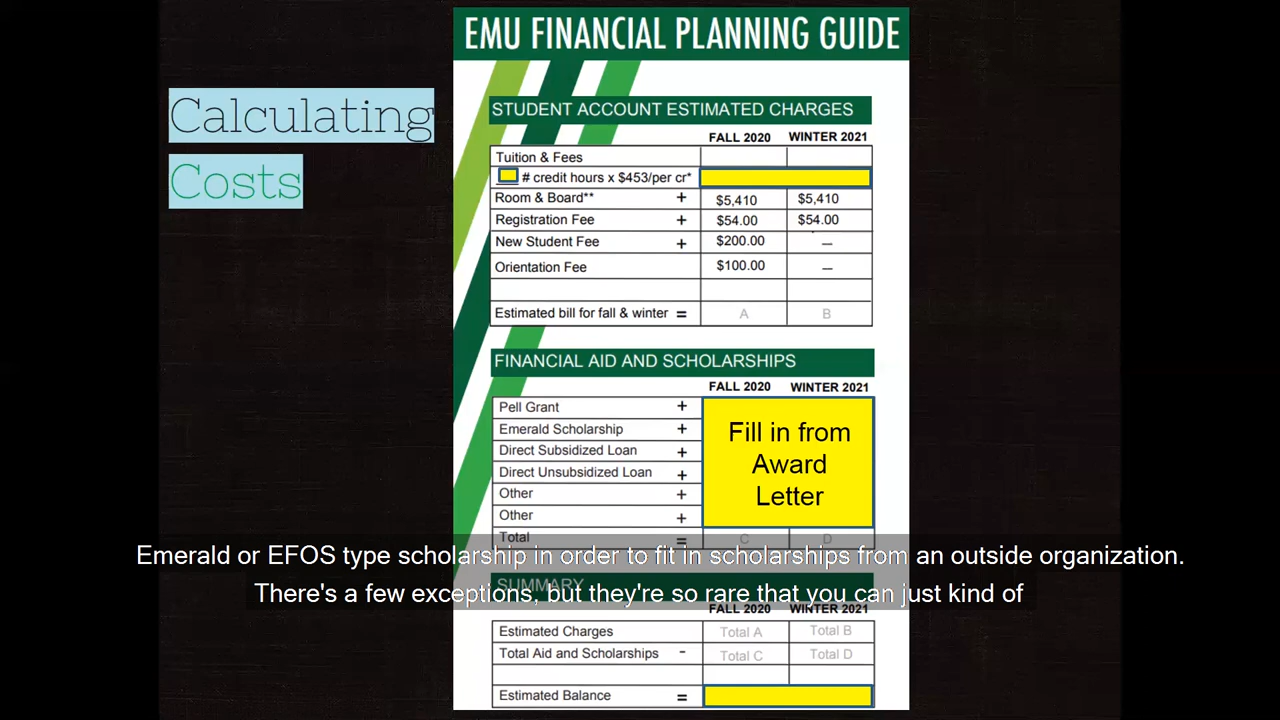 EMU FINANCIAL PLANNING GUIDE
Calculating
Costs
STUDENT ACCOUNT ESTIMATED CHARGES
FALL 2020 WINTER 2021
Tuition & Fees
# credit hours x $453/per cr*
Room & Board** + $5,410 $5,410
Registration Fee + $54.00 $54.00
New Student Fee + $200.00 —
Orientation Fee $100.00 —
Estimated bill for fall & winter = A B
FINANCIAL AID AND SCHOLARSHIPS
FALL 2020 WINTER 2021
Pell Grant +
Emerald Scholarship +
Direct Subsidized Loan +
Direct Unsubsidized Loan +
Other +
Other +
Fill in from
Award
Letter
Total = C D
Emerald or EFOS type scholarship in order to fit in scholarships from an outside organization.
There's a few exceptions, but they're so rare that you can just kind of
SUMMARY
FALL 2020 WINTER 2021
Estimated Charges Total A Total B
Total Aid and Scholarships - Total C Total D
Estimated Balance =